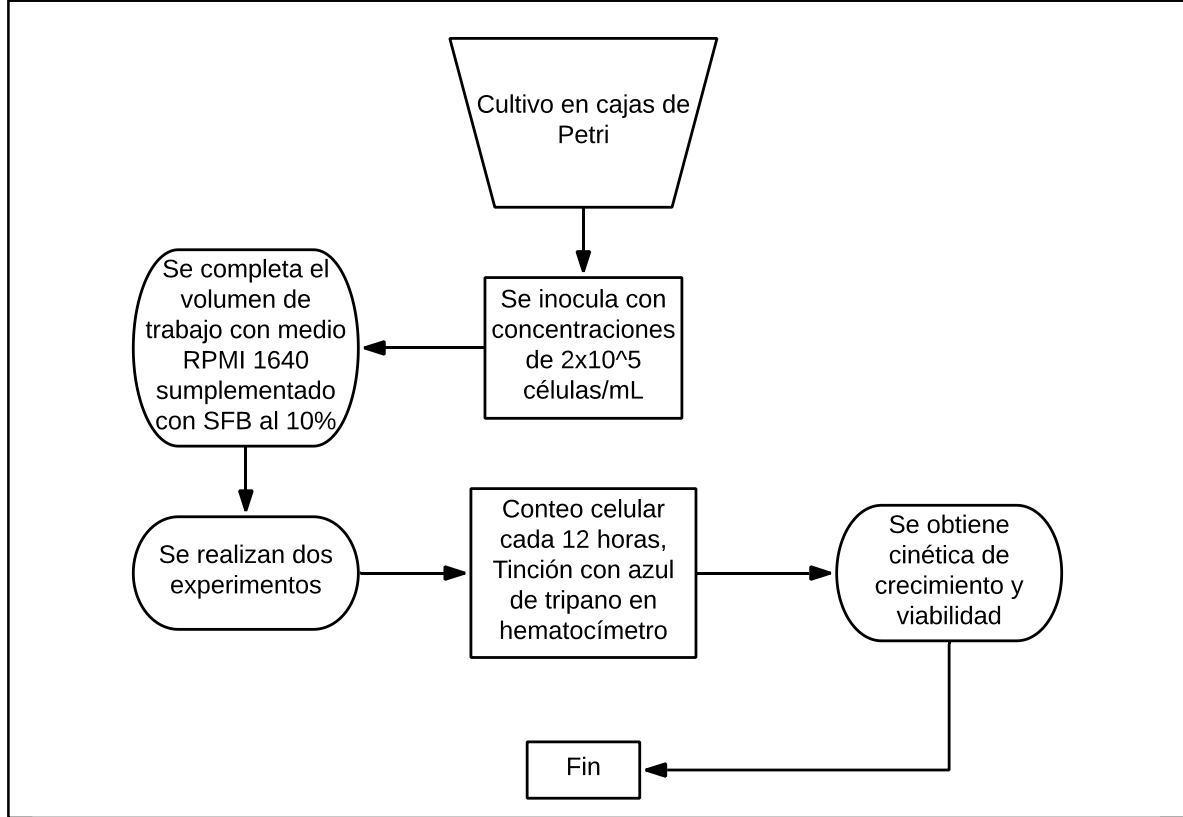 Cultivo en cajas de
Petri
Se inocula con
concentraciones
de 2x10^5
células/mL
Se completa el
volumen de
trabajo con medio
RPMI 1640
sumplementado
con SFB al 10%
Se realizan dos
experimentos
Conteo celular
cada 12 horas,
Tinción con azul
de tripano en
hematocímetro
Se obtiene
cinética de
crecimiento y
viabilidad
Fin